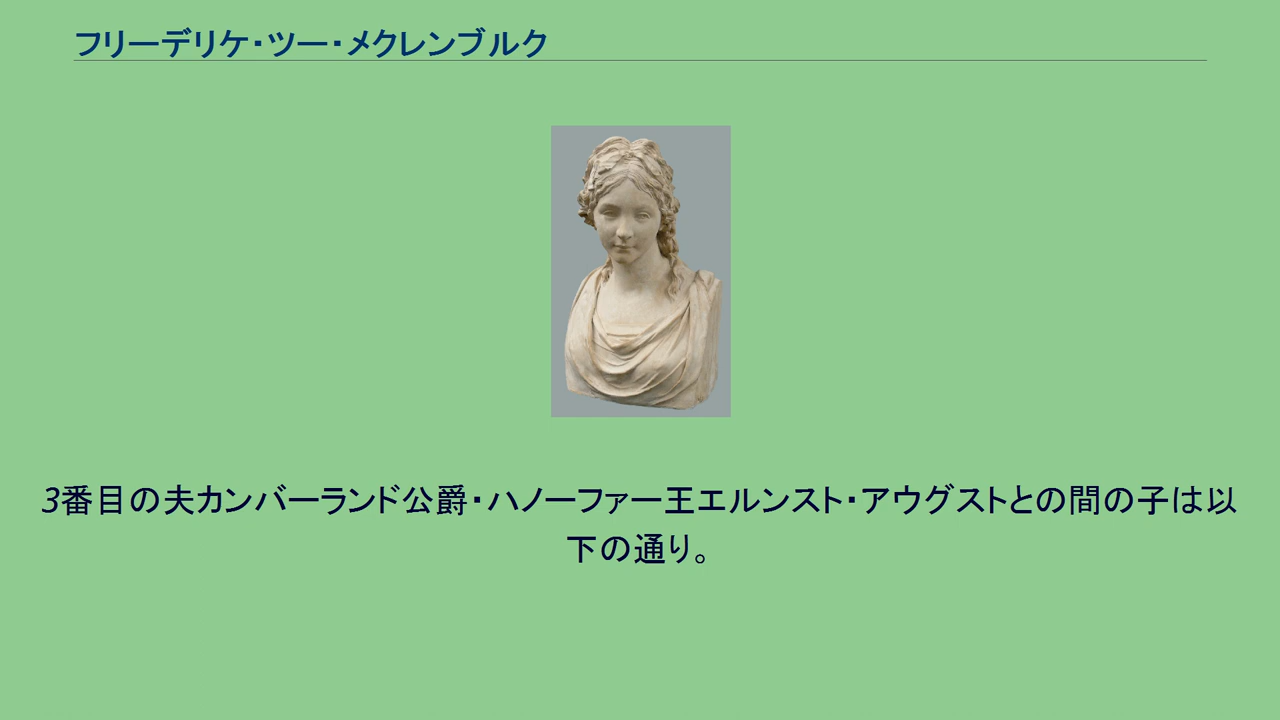 フリーデリケ・ツー・メクレンブルク
3番目の夫カンバーランド公爵・ハノーファー王エルンスト・アウグストとの間の子は以
下の通り。